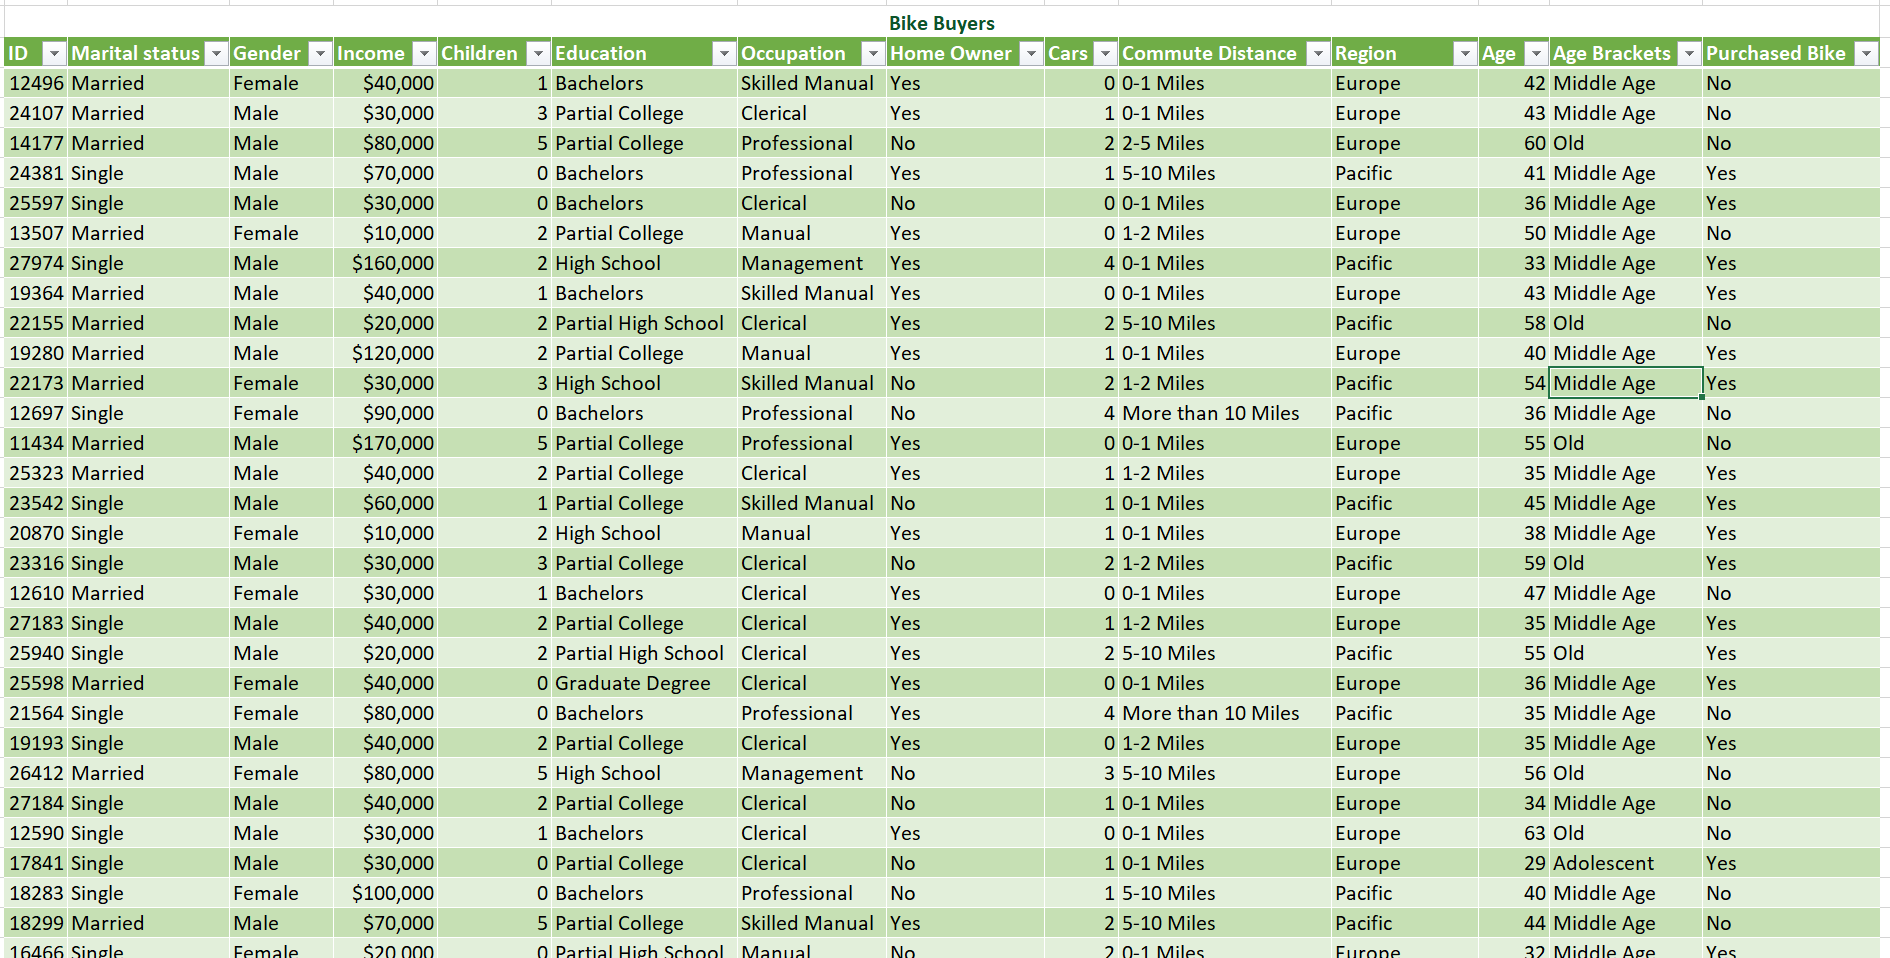 Bike Buyers
ID Marital status Gender Income Children Education Occupation Home Owner Cars Commute Distance Region Age Age Brackets Purchased Bike
12496 Married Female $40,000 1 Bachelors Skilled Manual Yes 0 0-1 Miles Europe 42 Middle Age No
24107 Married Male $30,000 3 Partial College Clerical Yes 1 0-1 Miles Europe 43 Middle Age No
14177 Married Male $80,000 5 Partial College Professional No 2 2-5 Miles Europe 60 Old No
24381 Single Male $70,000 0 Bachelors Professional Yes 1 5-10 Miles Pacific 41 Middle Age Yes
25597 Single Male $30,000 0 Bachelors Clerical No 0 0-1 Miles Europe 36 Middle Age Yes
13507 Married Female $10,000 2 Partial College Manual Yes 0 1-2 Miles Europe 50 Middle Age No
27974 Single Male $160,000 2 High School Management Yes 4 0-1 Miles Pacific 33 Middle Age Yes
19364 Married Male $40,000 1 Bachelors Skilled Manual Yes 0 0-1 Miles Europe 43 Middle Age Yes
22155 Married Male $20,000 2 Partial High School Clerical Yes 2 5-10 Miles Pacific 58 Old No
19280 Married Male $120,000 2 Partial College Manual Yes 1 0-1 Miles Europe 40 Middle Age Yes
22173 Married Female $30,000 3 High School Skilled Manual No 2 1-2 Miles Pacific 54 Middle Age Yes
12697 Single Female $90,000 0 Bachelors Professional No 4 More than 10 Miles Pacific 36 Middle Age No
11434 Married Male $170,000 5 Partial College Professional Yes 0 0-1 Miles Europe 55 Old No
25323 Married Male $40,000 2 Partial College Clerical Yes 1 1-2 Miles Europe 35 Middle Age Yes
23542 Single Male $60,000 1 Partial College Skilled Manual No 1 0-1 Miles Pacific 45 Middle Age Yes
20870 Single Female $10,000 2 High School Manual Yes 1 0-1 Miles Europe 38 Middle Age Yes
23316 Single Male $30,000 3 Partial College Clerical No 2 1-2 Miles Pacific 59 Old Yes
12610 Married Female $30,000 1 Bachelors Clerical Yes 0 0-1 Miles Europe 47 Middle Age No
27183 Single Male $40,000 2 Partial College Clerical Yes 1 1-2 Miles Europe 35 Middle Age Yes
25940 Single Male $20,000 2 Partial High School Clerical Yes 2 5-10 Miles Pacific 55 Old Yes
25598 Married Female $40,000 0 Graduate Degree Clerical Yes 0 0-1 Miles Europe 36 Middle Age Yes
21564 Single Female $80,000 0 Bachelors Professional Yes 4 More than 10 Miles Pacific 35 Middle Age No
19193 Single Male $40,000 2 Partial College Clerical Yes 0 1-2 Miles Europe 35 Middle Age Yes
26412 Married Female $80,000 5 High School Management No 3 5-10 Miles Europe 56 Old No
27184 Single Male $40,000 2 Partial College Clerical No 1 0-1 Miles Europe 34 Middle Age No
12590 Single Male $30,000 1 Bachelors Clerical Yes 0 0-1 Miles Europe 63 Old No
17841 Single Male $30,000 0 Partial College Clerical No 1 0-1 Miles Europe 29 Adolescent Yes
18283 Single Female $100,000 0 Bachelors Professional No 1 5-10 Miles Pacific 40 Middle Age No
18299 Married Male $70,000 5 Partial College Skilled Manual Yes 2 5-10 Miles Pacific 44 Middle Age No
16466 Single Female $20,000 0 Partial High School Manual No 2 0-1 Miles Europe 32 Middle Age Yes